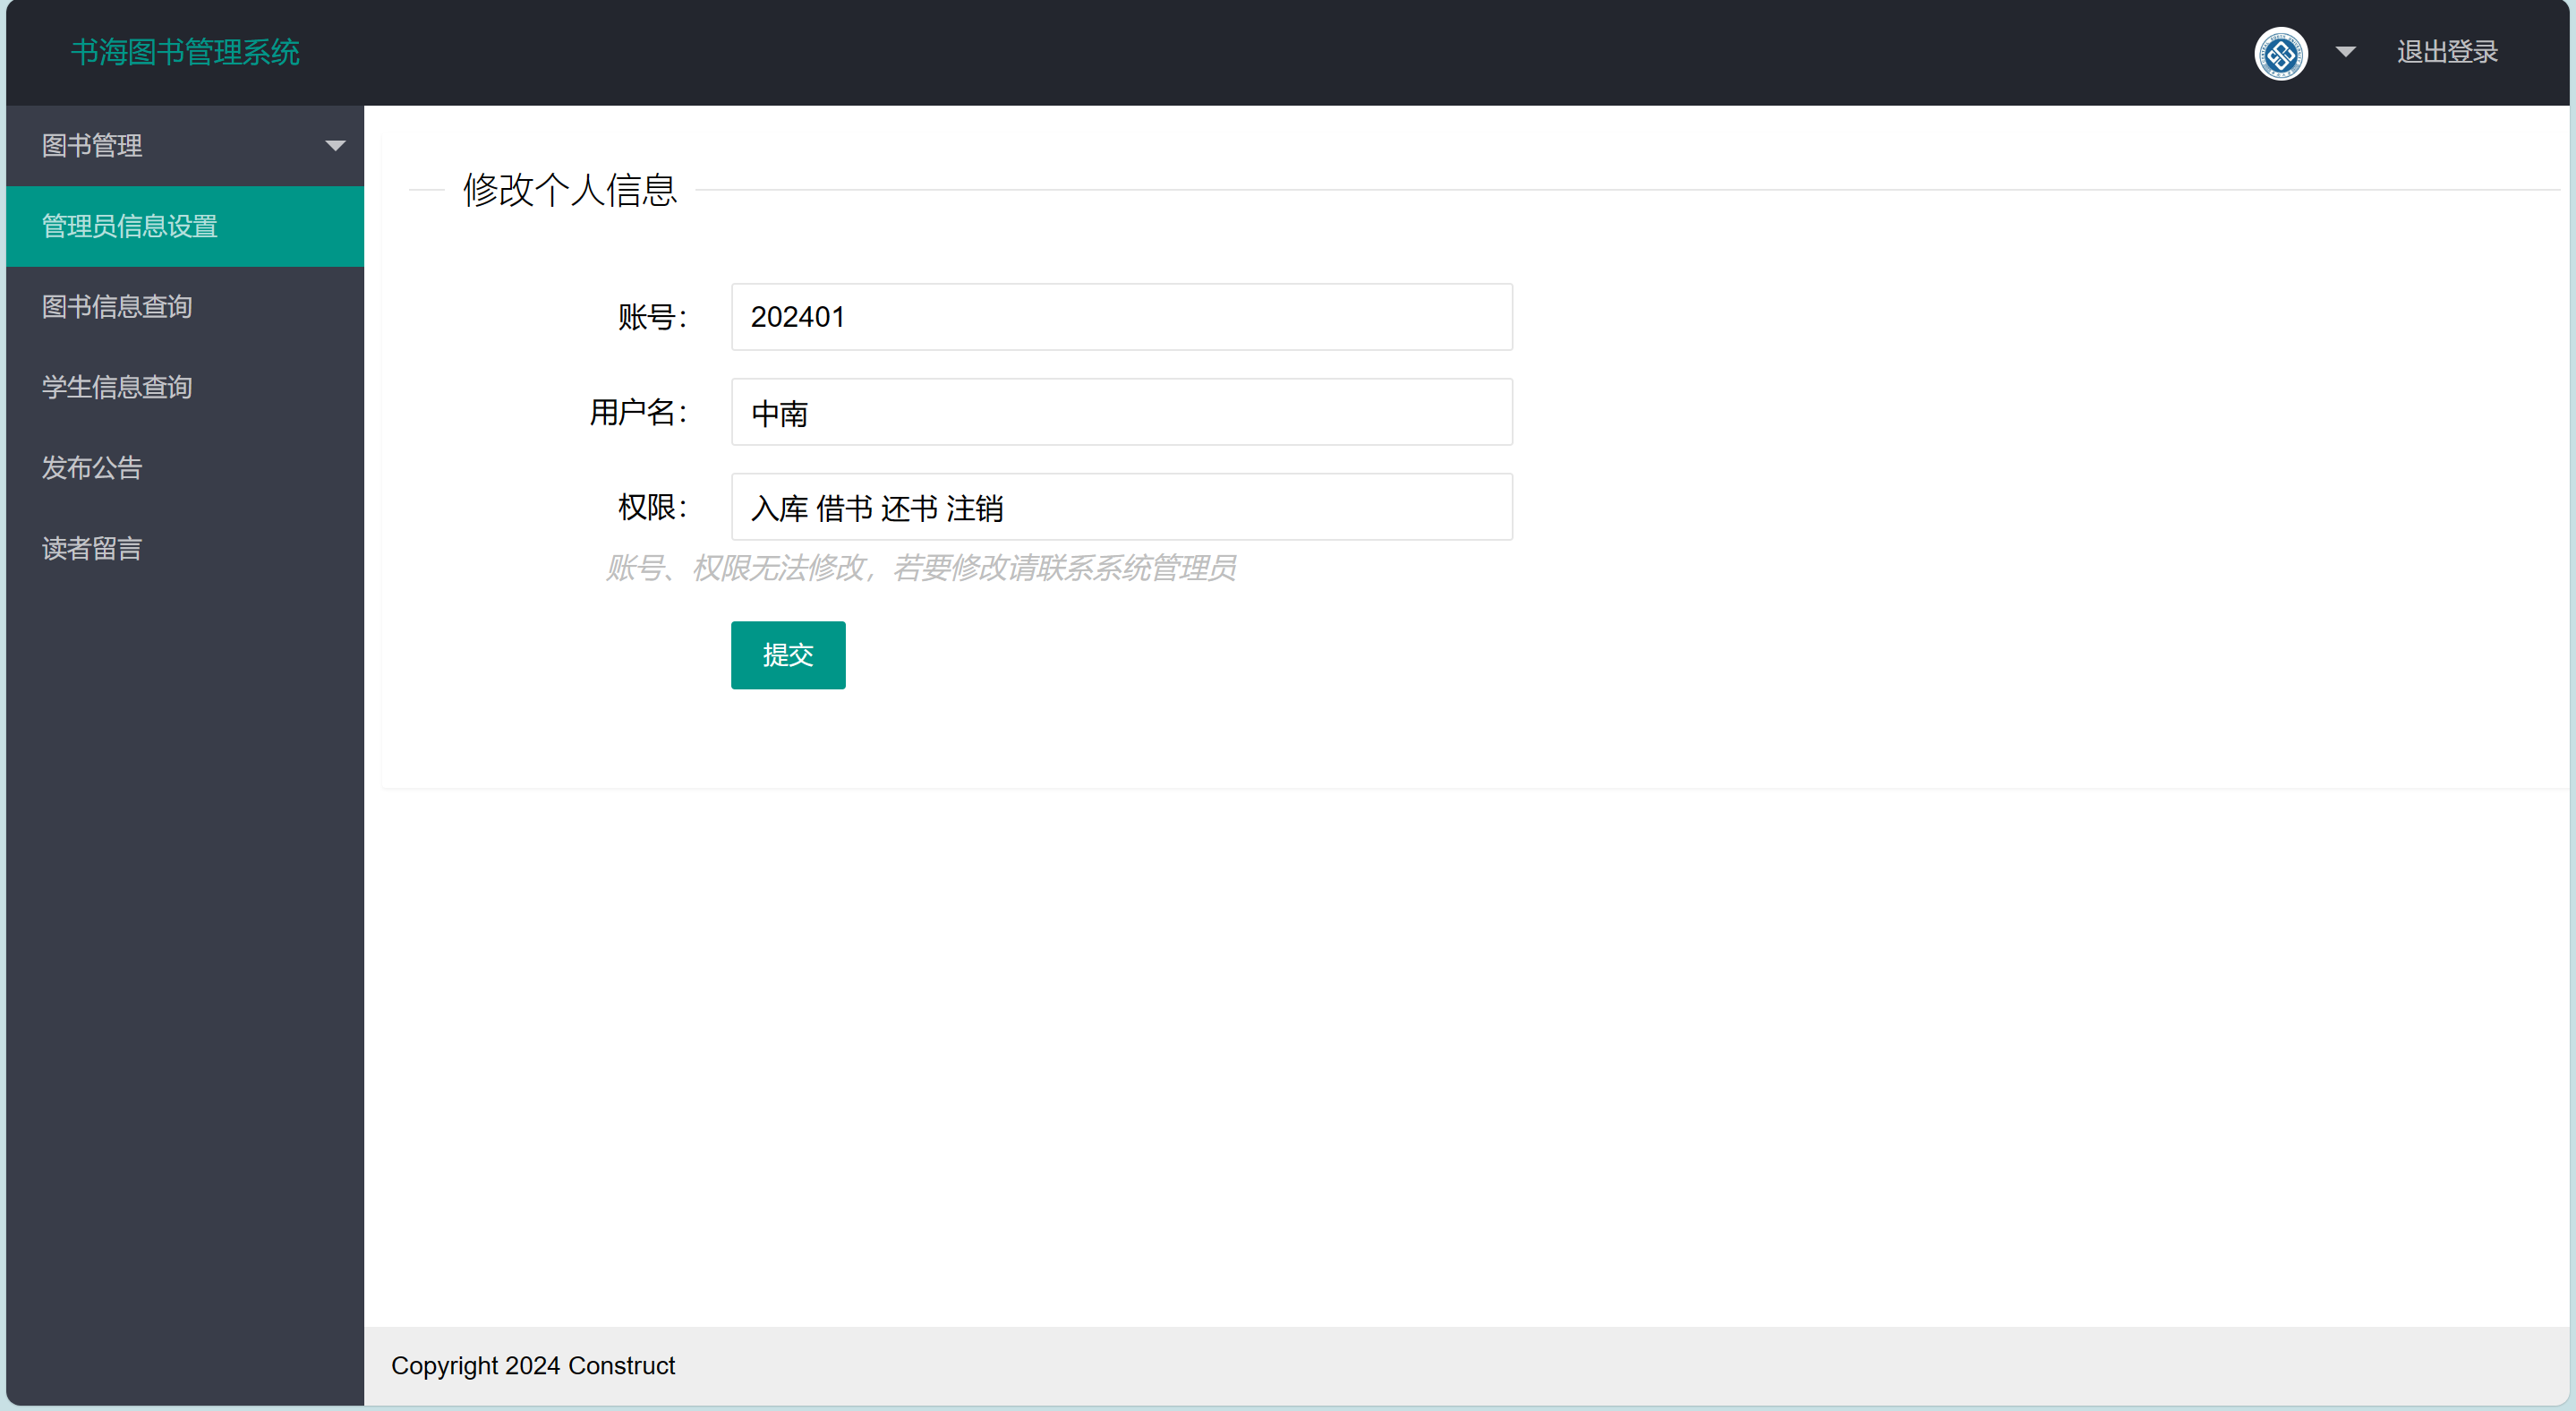 书海图书管理系统
退出登录
图书管理
管理员信息设置
图书信息查询
学生信息查询
发布公告
读者留言
修改个人信息
账号：
202401
用户名：
中南
权限：
入库 借书 还书 注销
账号、权限无法修改，若要修改请联系系统管理员
提交
Copyright 2024 Construct